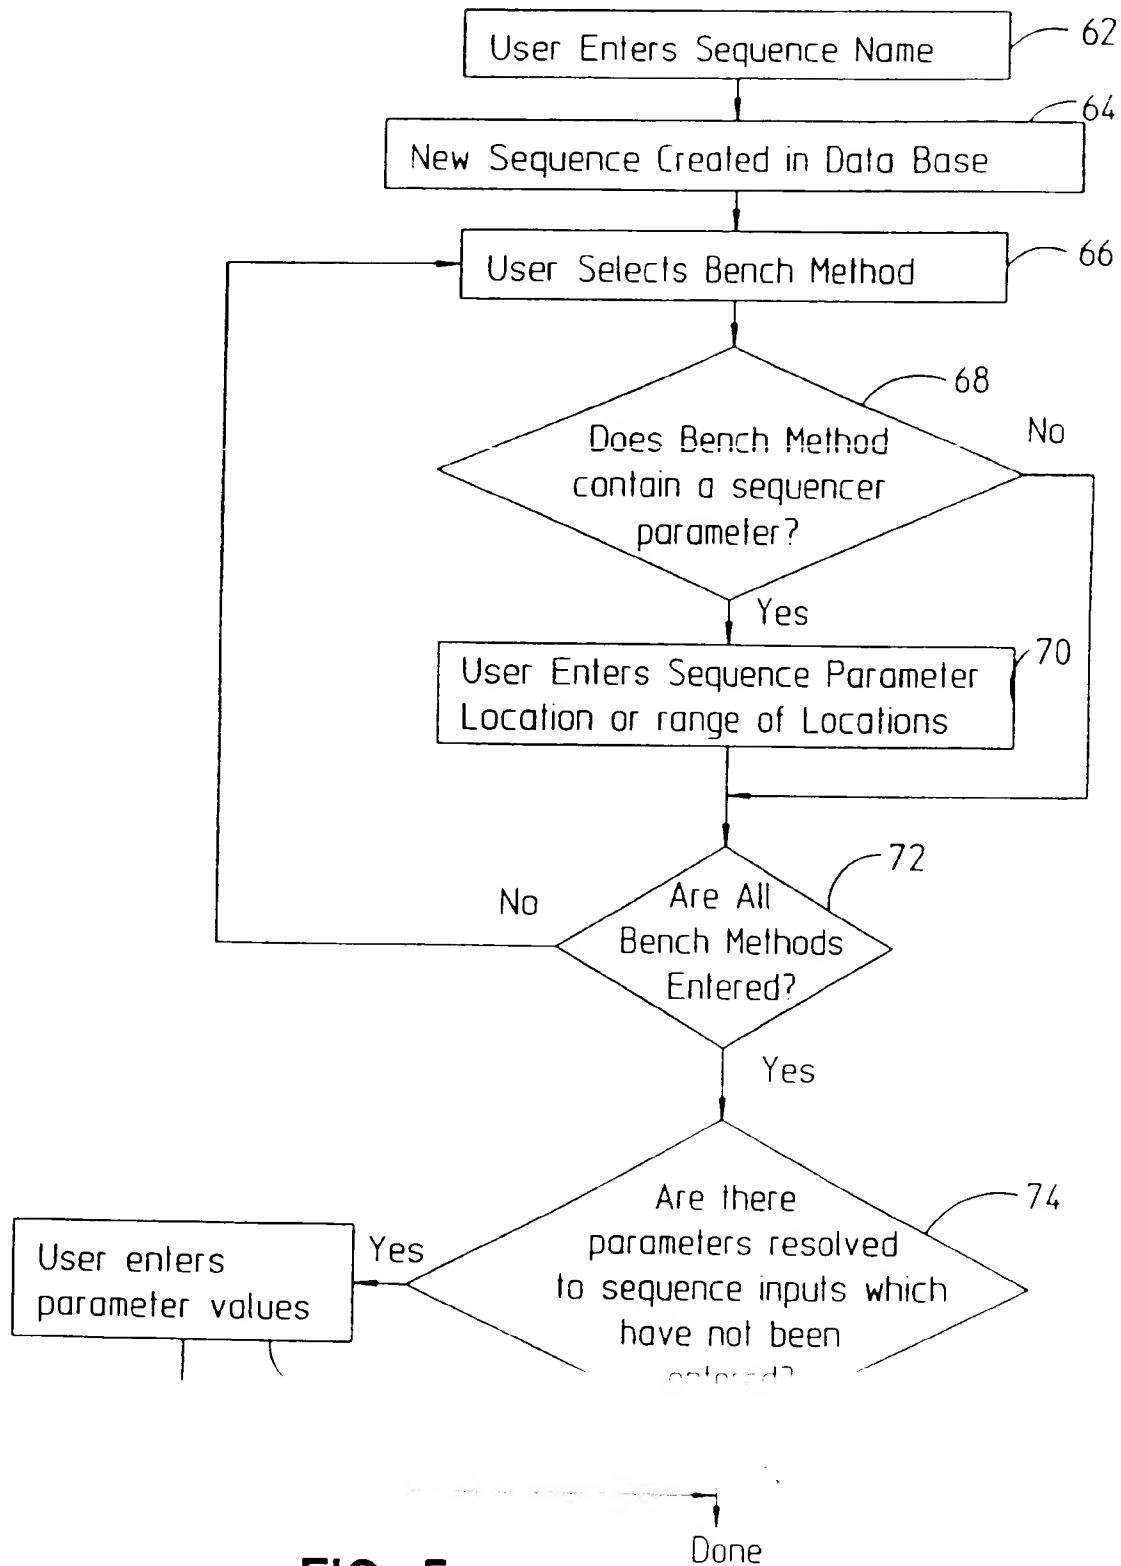 User Enters Sequence Name
62
64
New Sequence Created in Data Base
User Selects Bench Method
66
68
No
Does Bench Method
contain a sequencer
parameter?
Yes
User Enters Sequence Parameter
Location or range of Locations
70
72
No
Are All
Bench Methods
Entered?
Yes
74
Are there
parameters resolved
to sequence inputs which
have not been
Yes
User enters
parameter values
Done